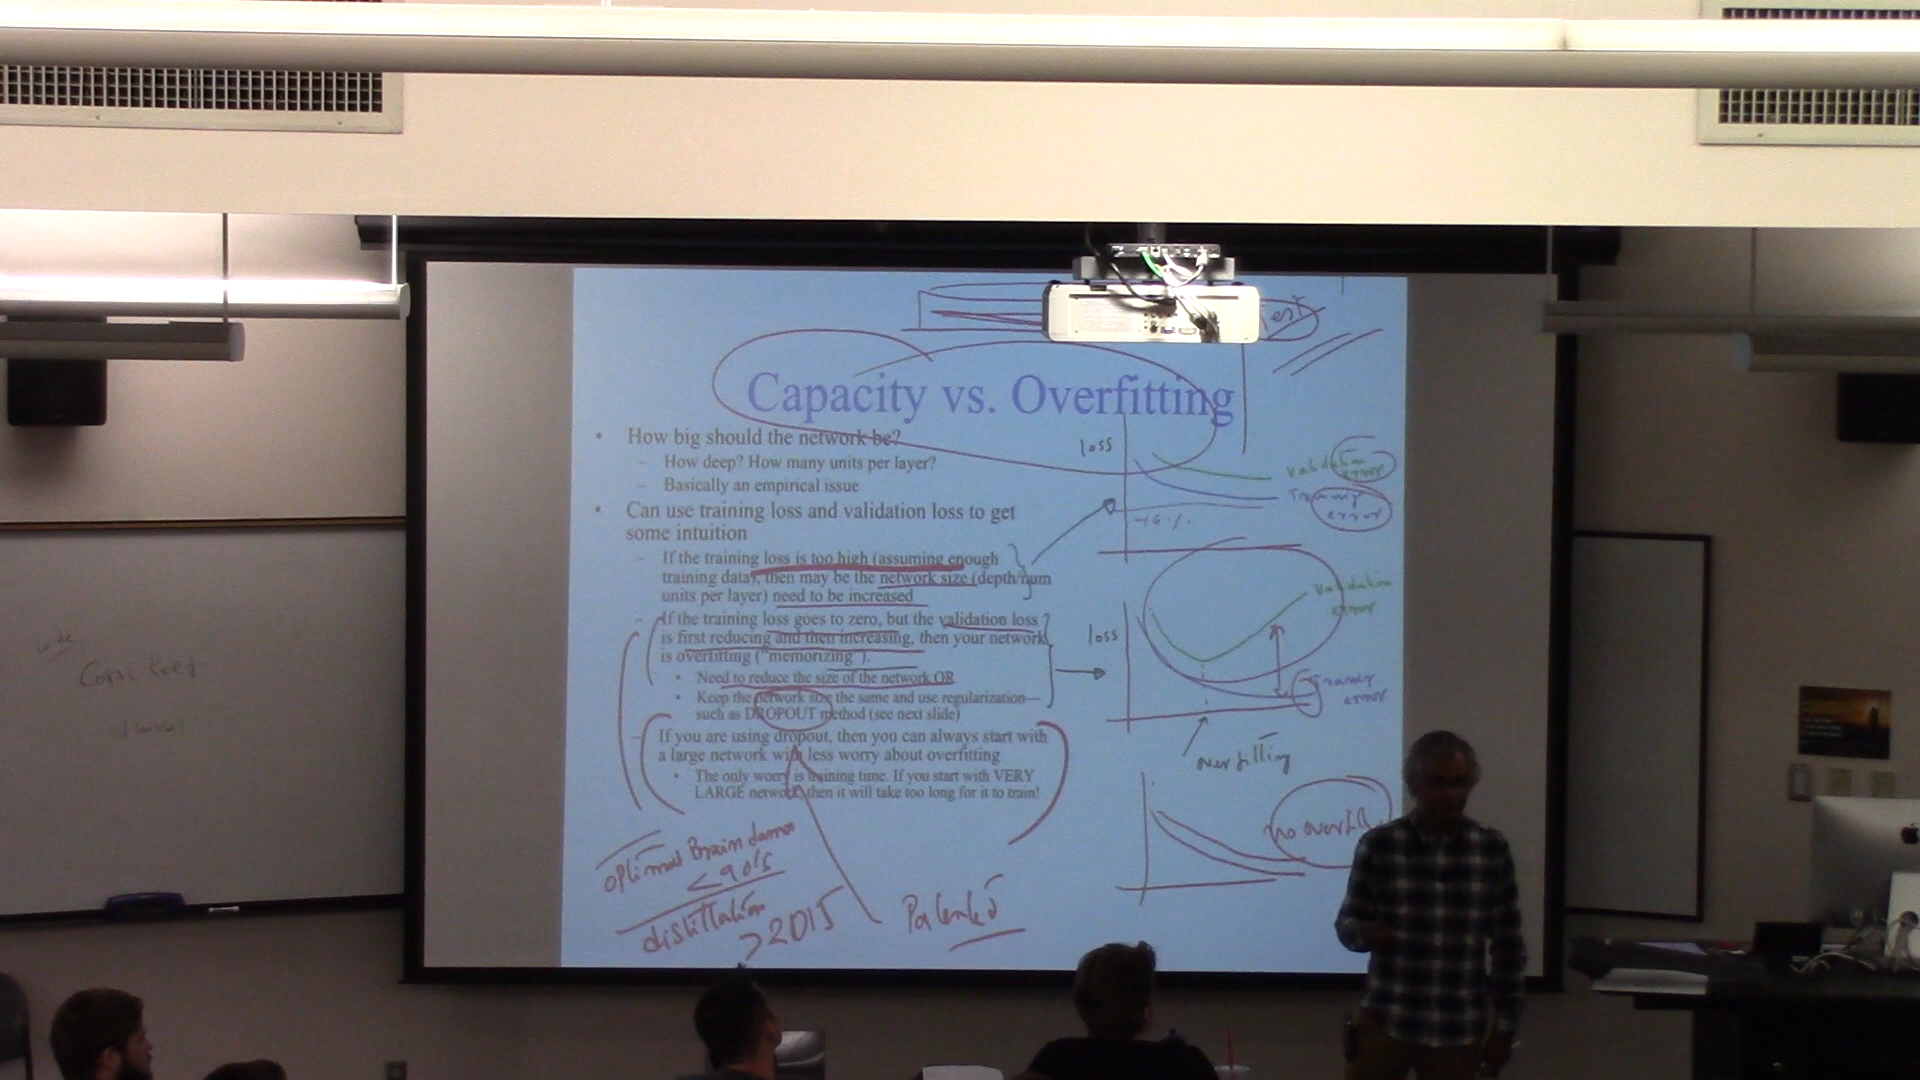 Capacity vs. Overfitting
• How big should the network be?
– How deep? How many units per layer?
– Basically an empirical issue
• Can use training loss and validation loss to get
some intuition
– If the training loss is too high (assuming enough
training data), then may be the network size (depth/num
units per layer) need to be increased
– If the training loss goes to zero, but the validation loss
is first reducing and then increasing, then your network
is overfitting ("memorizing").
• Need to reduce the size of the network OR
• Keep the network size the same and use regularization—
such as DROPOUT method (see next slide)
– If you are using dropout, then you can always start with
a large network with less worry about overfitting
• The only worry is training time. If you start with VERY
LARGE network then it will take too long for it to train!
loss
validation
error
Training
error
loss
validation
error
error
overfitting
no
optimal Brain
<90's
distillation
>2015
Patented